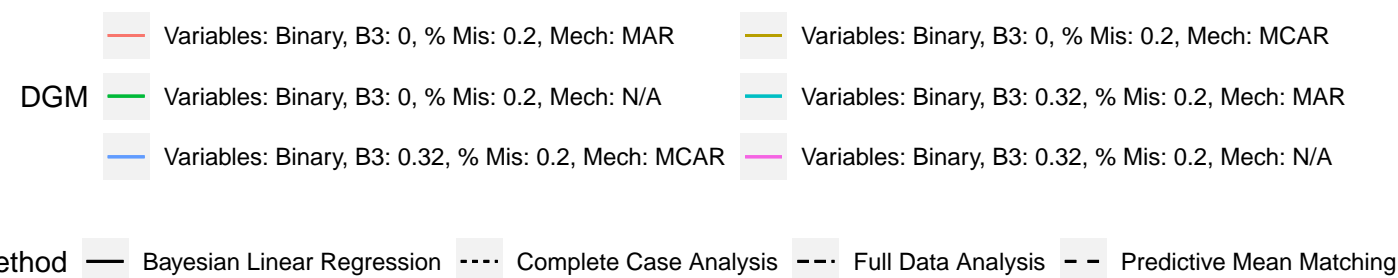 Variables: Binary, B3: 0, % Mis: 0.2, Mech: MAR Variables: Binary, B3: 0, % Mis: 0.2, Mech: MCAR
DGM Variables: Binary, B3: 0, % Mis: 0.2, Mech: N/A Variables: Binary, B3: 0.32, % Mis: 0.2, Mech: MAR
Variables: Binary, B3: 0.32, % Mis: 0.2, Mech: MCAR Variables: Binary, B3: 0.32, % Mis: 0.2, Mech: N/A
ethod Bayesian Linear Regression Complete Case Analysis Full Data Analysis Predictive Mean Matching